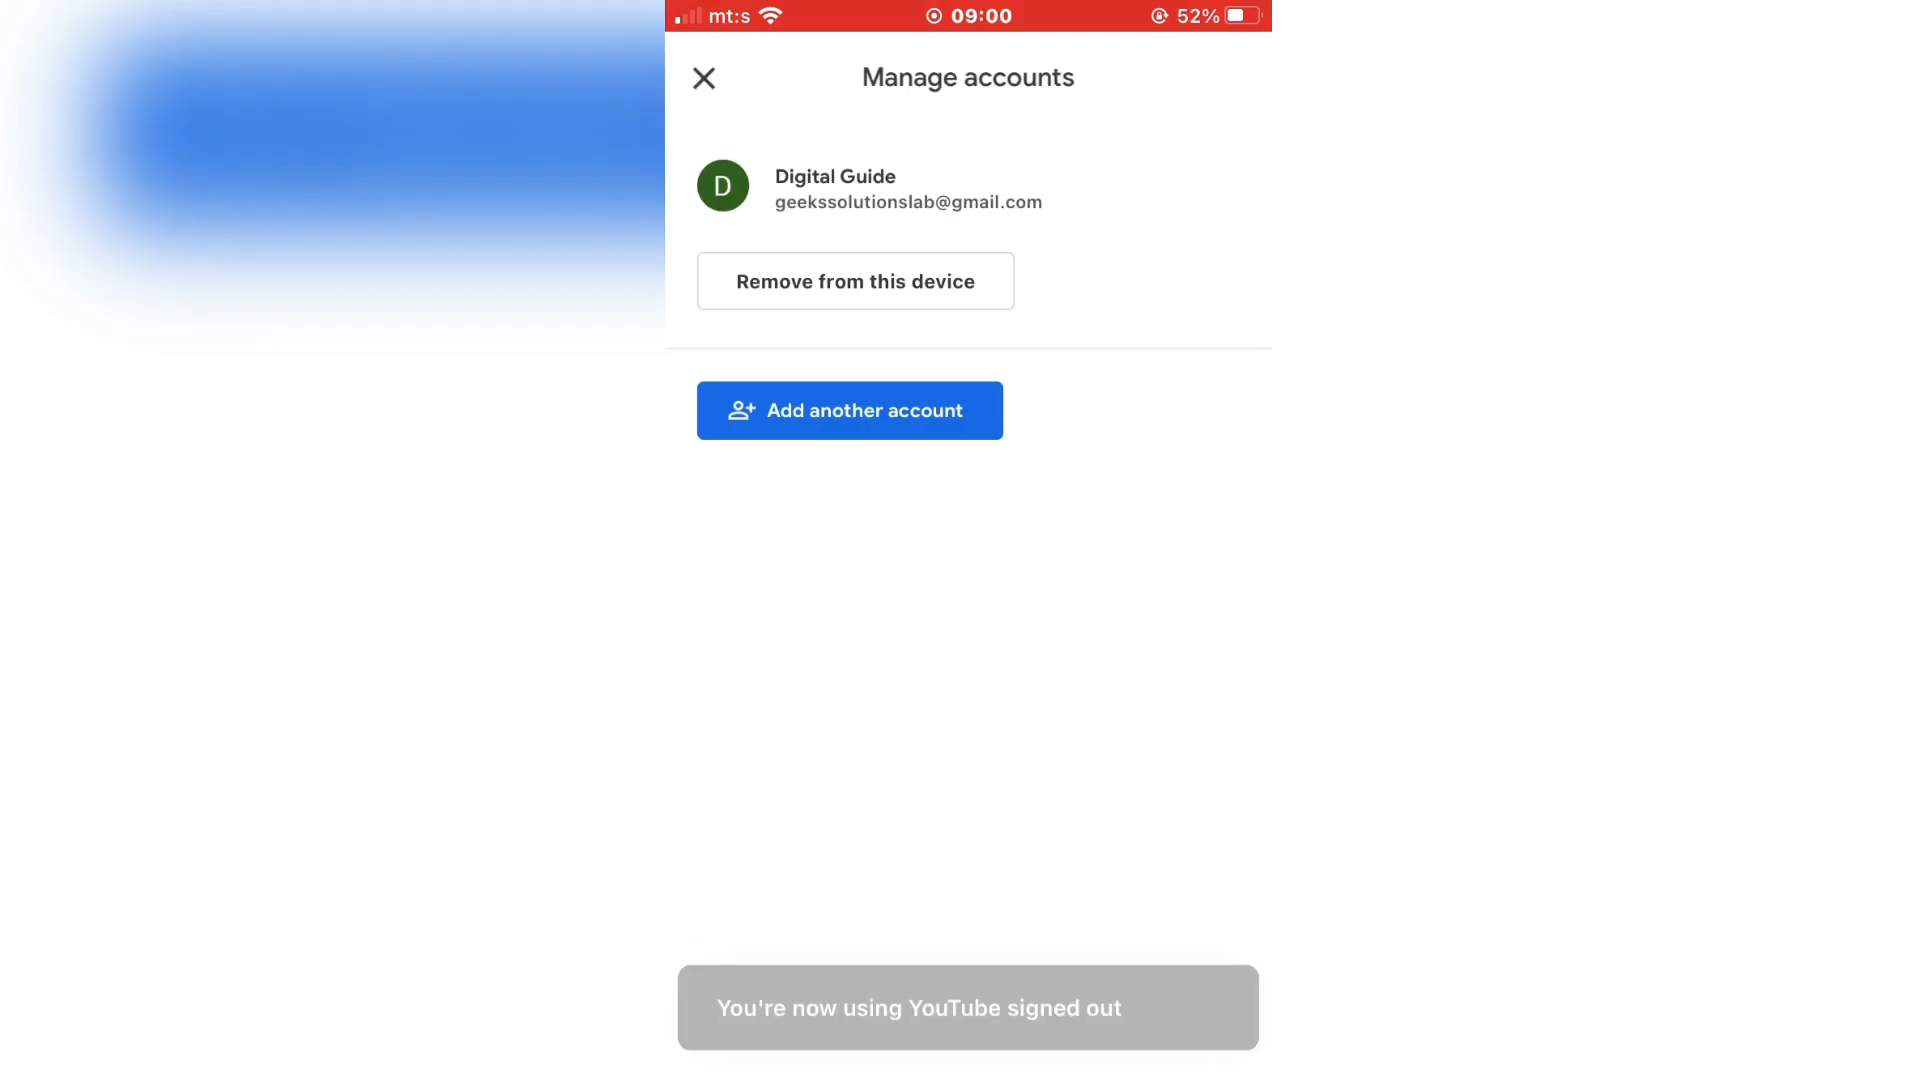 mt:s 09:00 52%
Manage accounts
D
Digital Guide
geekssolutionslab@gmail.com
Remove from this device
Add another account
You're now using YouTube signed out